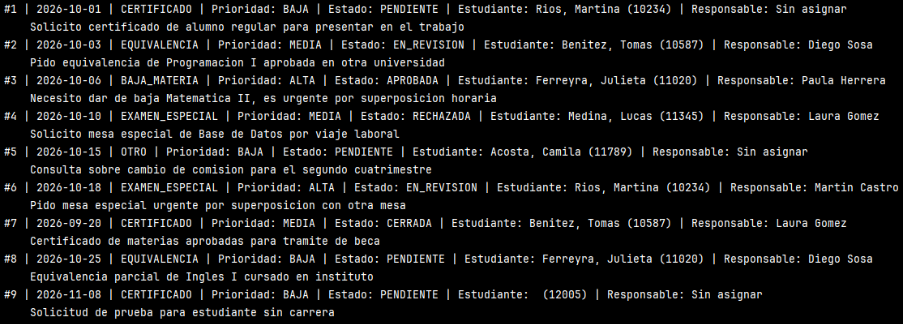 #1 | 2026-10-01 | CERTIFICADO | Prioridad: BAJA | Estado: PENDIENTE | Estudiante: Rios, Martina (10234) | Responsable: Sin asignar
Solicito certificado de alumno regular para presentar en el trabajo
#2 | 2026-10-03 | EQUIVALENCIA | Prioridad: MEDIA | Estado: EN_REVISION | Estudiante: Benitez, Tomas (10587) | Responsable: Diego Sosa
Pido equivalencia de Programacion I aprobada en otra universidad
#3 | 2026-10-06 | BAJA_MATERIA | Prioridad: ALTA | Estado: APROBADA | Estudiante: Ferreyra, Julieta (11020) | Responsable: Paula Herrera
Necesito dar de baja Matematica II, es urgente por superposicion horaria
#4 | 2026-10-10 | EXAMEN_ESPECIAL | Prioridad: MEDIA | Estado: RECHAZADA | Estudiante: Medina, Lucas (11345) | Responsable: Laura Gomez
Solicito mesa especial de Base de Datos por viaje laboral
#5 | 2026-10-15 | OTRO | Prioridad: BAJA | Estado: PENDIENTE | Estudiante: Acosta, Camila (11789) | Responsable: Sin asignar
Consulta sobre cambio de comision para el segundo cuatrimestre
#6 | 2026-10-18 | EXAMEN_ESPECIAL | Prioridad: ALTA | Estado: EN_REVISION | Estudiante: Rios, Martina (10234) | Responsable: Martin Castro
Pido mesa especial urgente por superposicion con otra mesa
#7 | 2026-09-20 | CERTIFICADO | Prioridad: MEDIA | Estado: CERRADA | Estudiante: Benitez, Tomas (10587) | Responsable: Laura Gomez
Certificado de materias aprobadas para tramite de beca
#8 | 2026-10-25 | EQUIVALENCIA | Prioridad: BAJA | Estado: PENDIENTE | Estudiante: Ferreyra, Julieta (11020) | Responsable: Diego Sosa
Equivalencia parcial de Ingles I cursado en instituto
#9 | 2026-11-08 | CERTIFICADO | Prioridad: BAJA | Estado: PENDIENTE | Estudiante:  (12005) | Responsable: Sin asignar
Solicitud de prueba para estudiante sin carrera